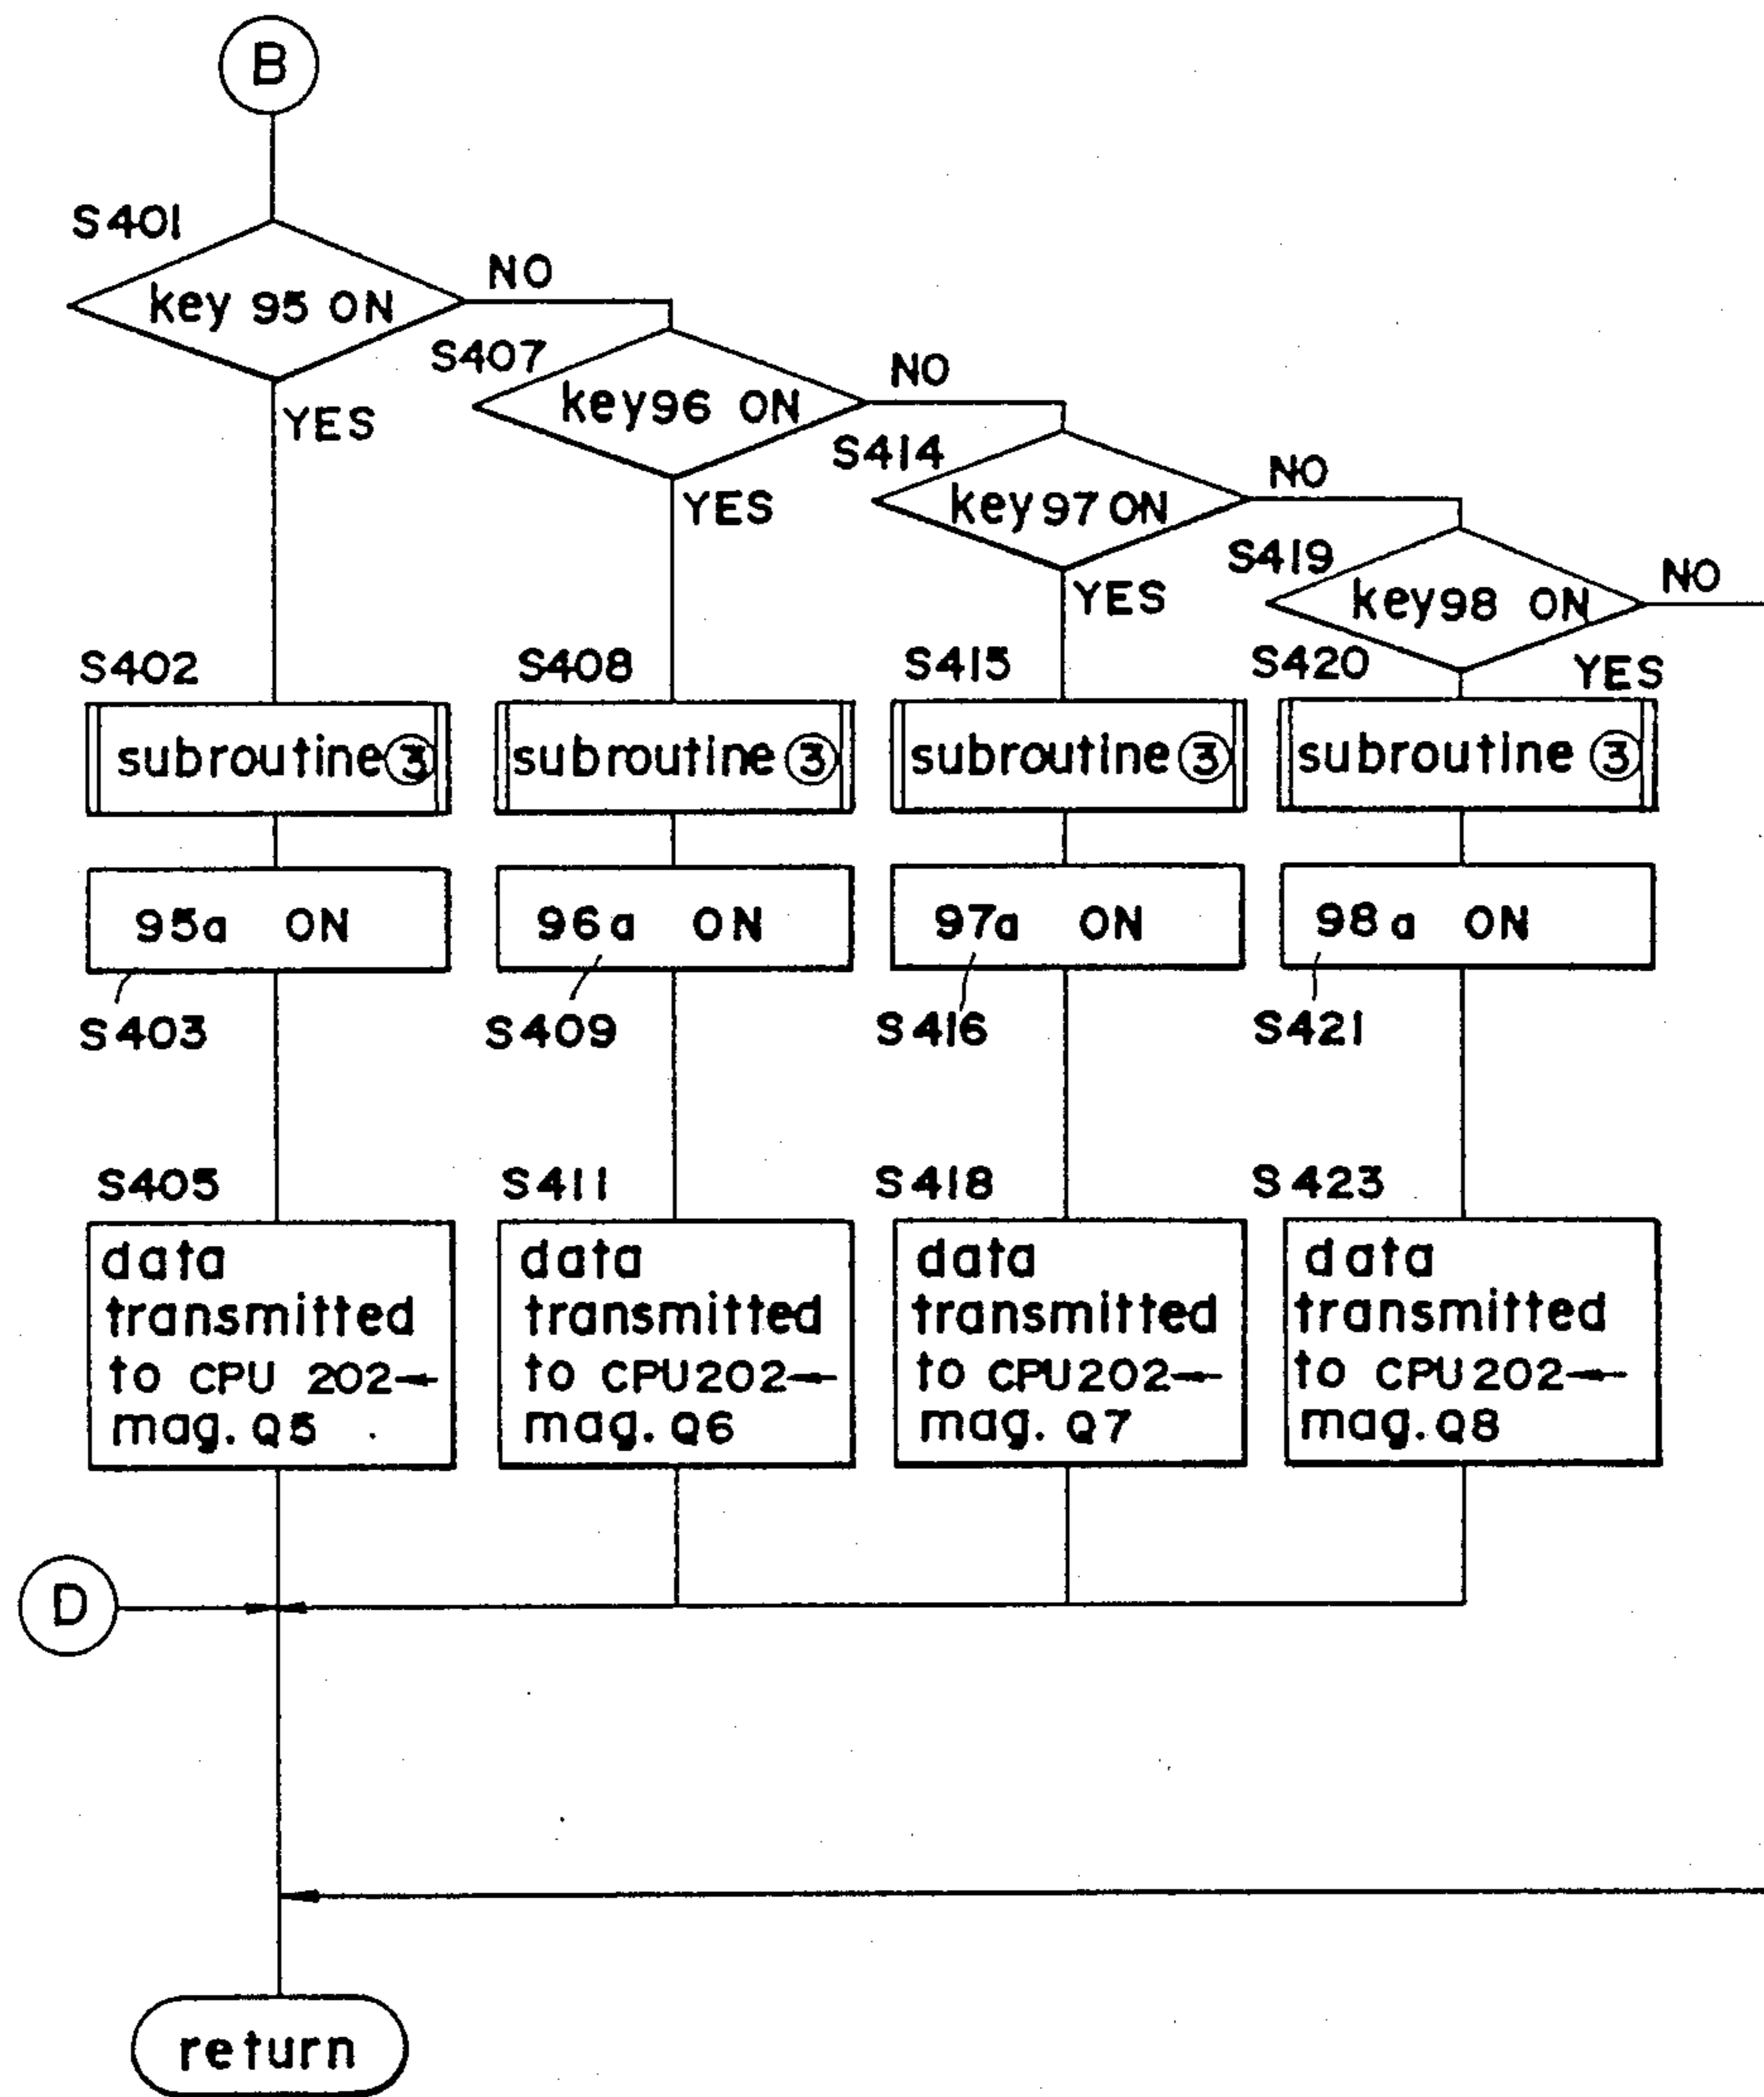 B
S401
key 95 ON
NO
YES
S407
key96 ON
NO
YES
S414
key97 ON
NO
YES
S419
key98 ON
NO
YES
S402
subroutine ③
S408
subroutine ③
S415
subroutine ③
S420
subroutine ③
95a ON
S403
96a ON
S409
97a ON
S416
98a ON
S421
S405
data
transmitted
to CPU 202←
mag. Q5
S411
data
transmitted
to CPU202←
mag. Q6
S418
data
transmitted
to CPU202←
mag. Q7
S423
data
transmitted
to CPU202←
mag. Q8
D
return